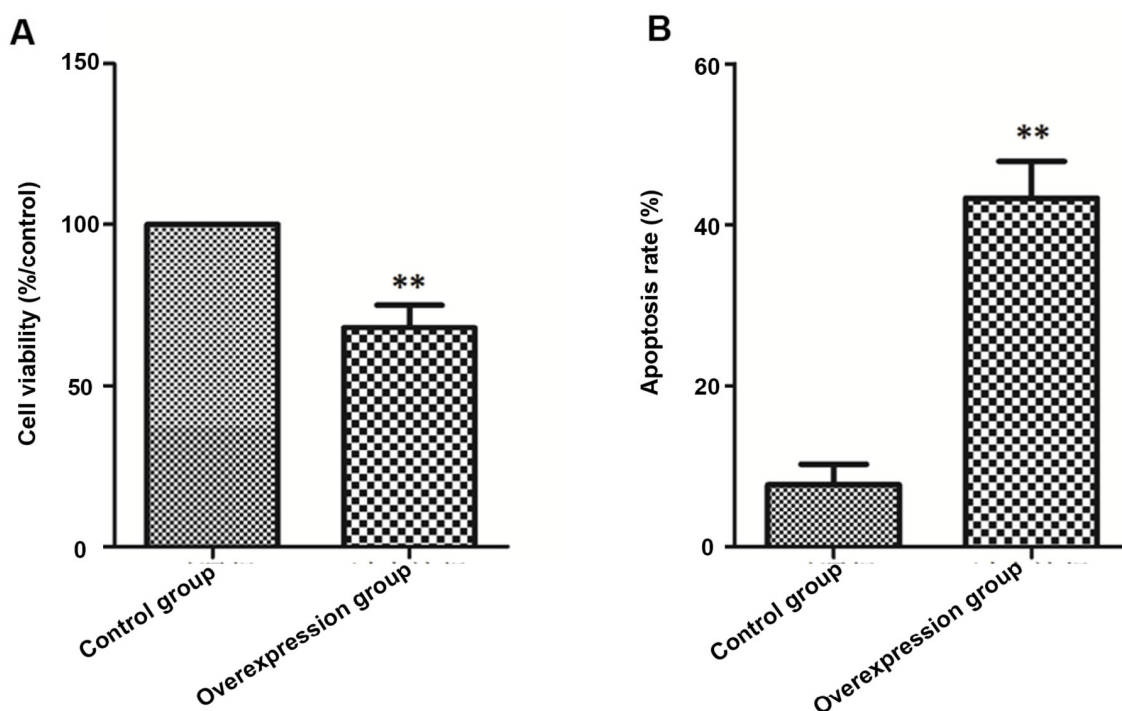 A
150
100
50
0
Cell viability (%/control)
**
Control group
Overexpression group
B
60
40
20
0
Apoptosis rate (%)
**
Control group
Overexpression group